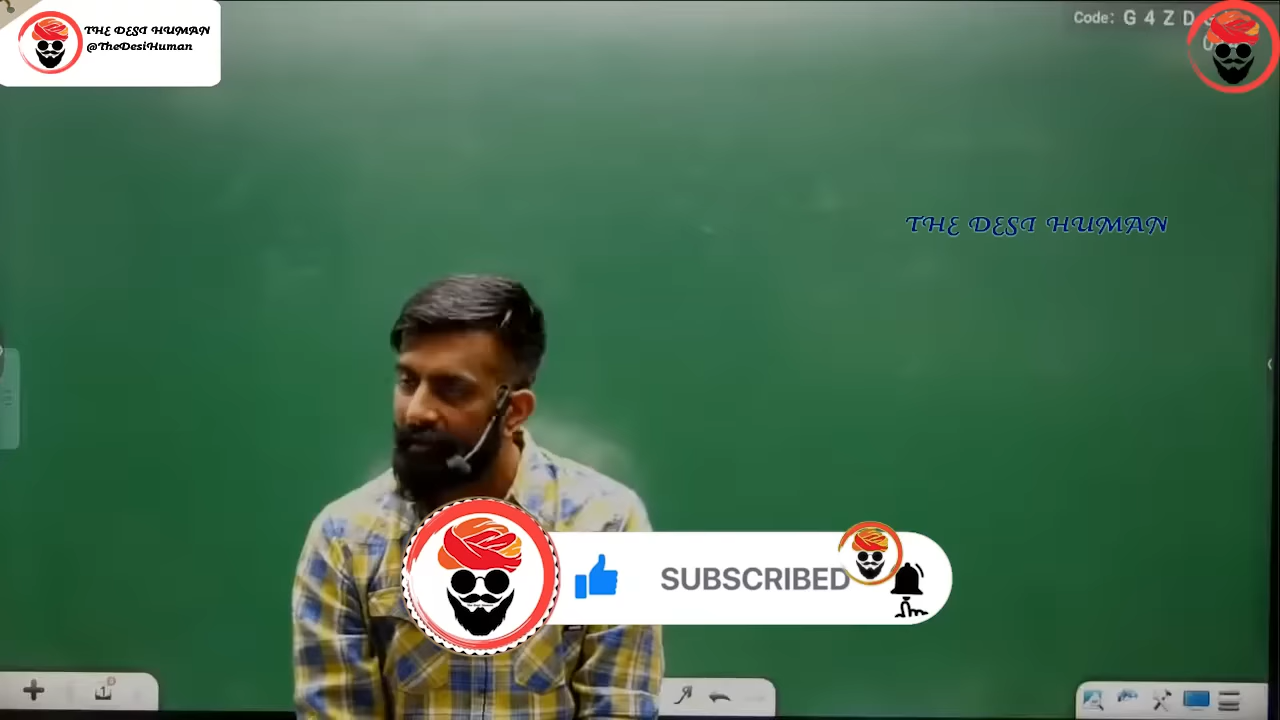 THE DESI HUMAN
@TheDesiHuman
Code: G 4 Z D
THE DESI HUMAN
SUBSCRIBED